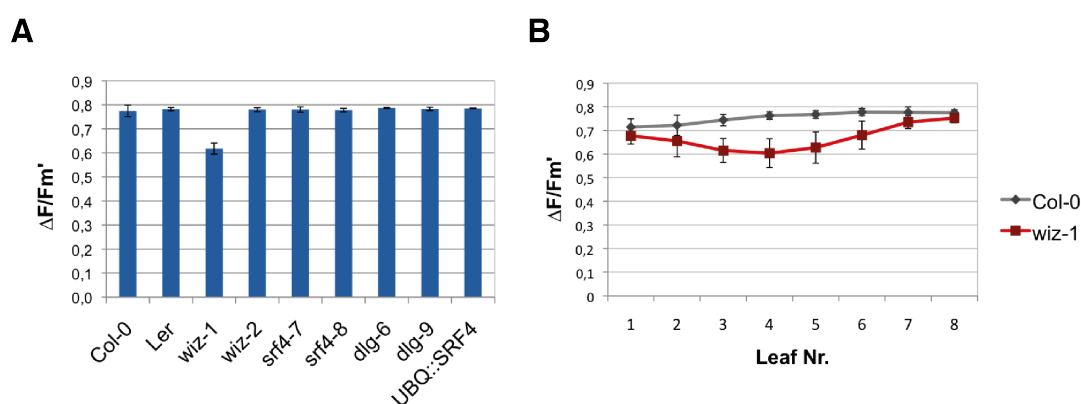 A
ΔF/Fm'
0,9
0,8
0,7
0,6
0,5
0,4
0,3
0,2
0,1
0,0
Col-0
Ler
wiz-1
wiz-2
srf4-7
srf4-8
dlg-6
dlg-9
UBQ::SRF4
B
ΔF/Fm'
0,9
0,8
0,7
0,6
0,5
0,4
0,3
0,2
0,1
0
1 2 3 4 5 6 7 8
Leaf Nr.
Col-0
wiz-1